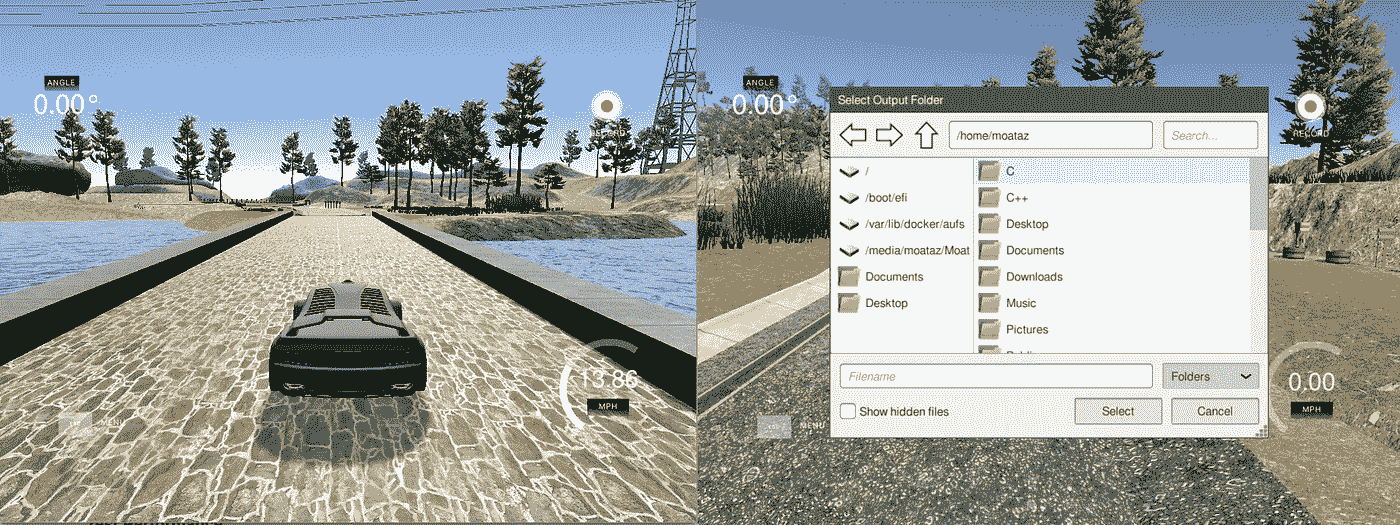 ANGLE
0.00°
RECORD
13.86
MPH
MENU
ANGLE
0.00°
RECORD
Select Output Folder
/home/moataz
Search...
/
/boot/efi
/var/lib/docker/aufs
/media/moataz/Moat
Documents
Desktop
C
C++
Desktop
Documents
Downloads
Music
Pictures
Filename
Folders
Show hidden files
Select
Cancel
0.00
MPH
MENU